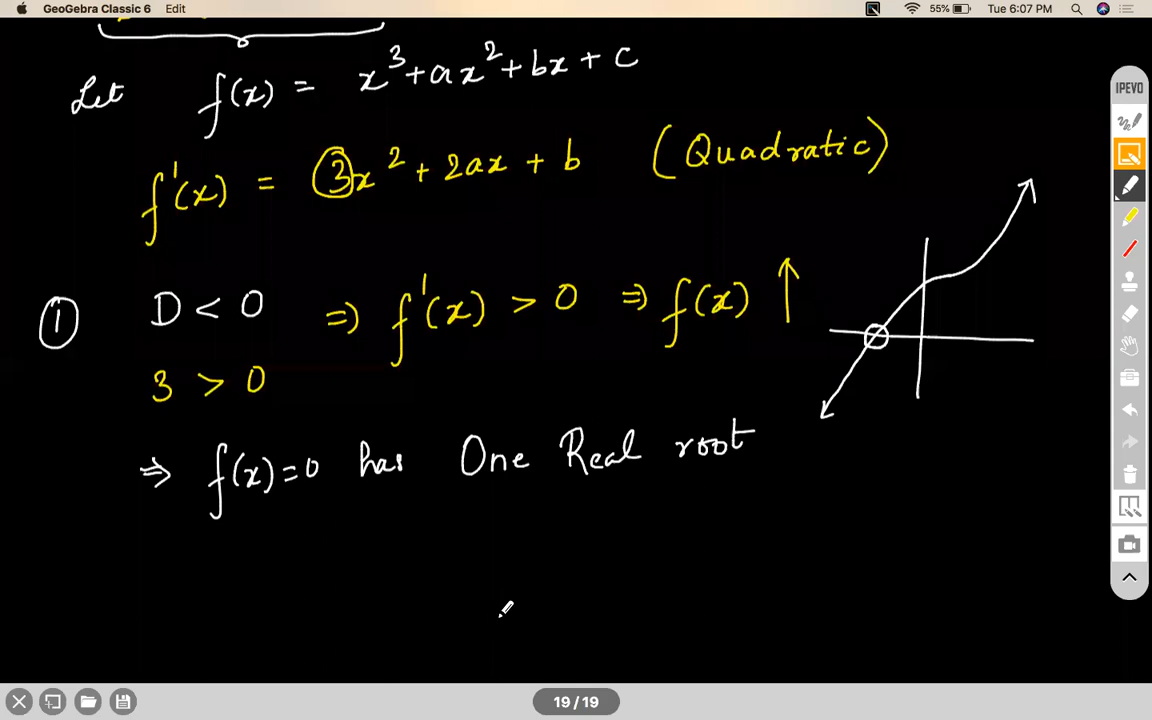 GeoGebra Classic 6 Edit 55% Tue 6:07 PM
Let f(x) = x³+ax²+bx+c
IPEVO
f'(x) = 3x²+2ax+b (Quadratic)
① D < 0 ⇒ f'(x) > 0 ⇒ f(x) ↑
3 > 0
⇒ f(x)=0 has One Real root
19 / 19